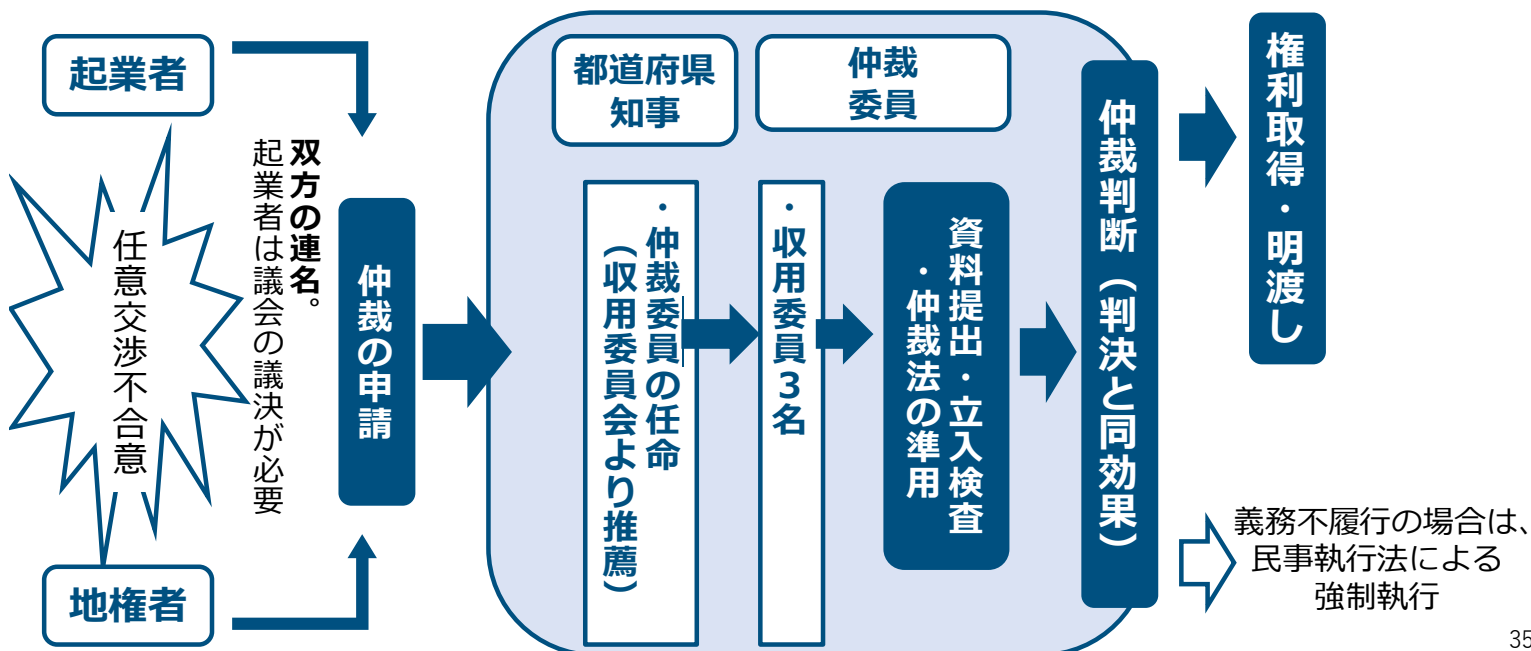 起業者
任意交渉不合意
地権者
双方の連名。
起業者は議会の議決が必要
仲裁の申請
都道府県
知事
・仲裁委員の任命
(収用委員会より推薦)
仲裁
委員
・収用委員3名
資料提出・立入検査
・仲裁法の準用
仲裁判断(判決と同効果)
権利取得・明渡し
義務不履行の場合は、
民事執行法による
強制執行
35